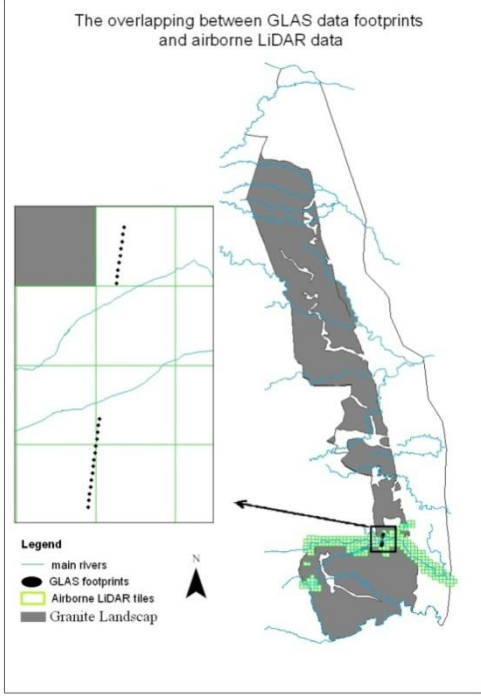 The overlapping between GLAS data footprints
and airborne LiDAR data
Legend
main rivers
GLAS footprints
Airborne LiDAR tiles
Granite Landscap
N